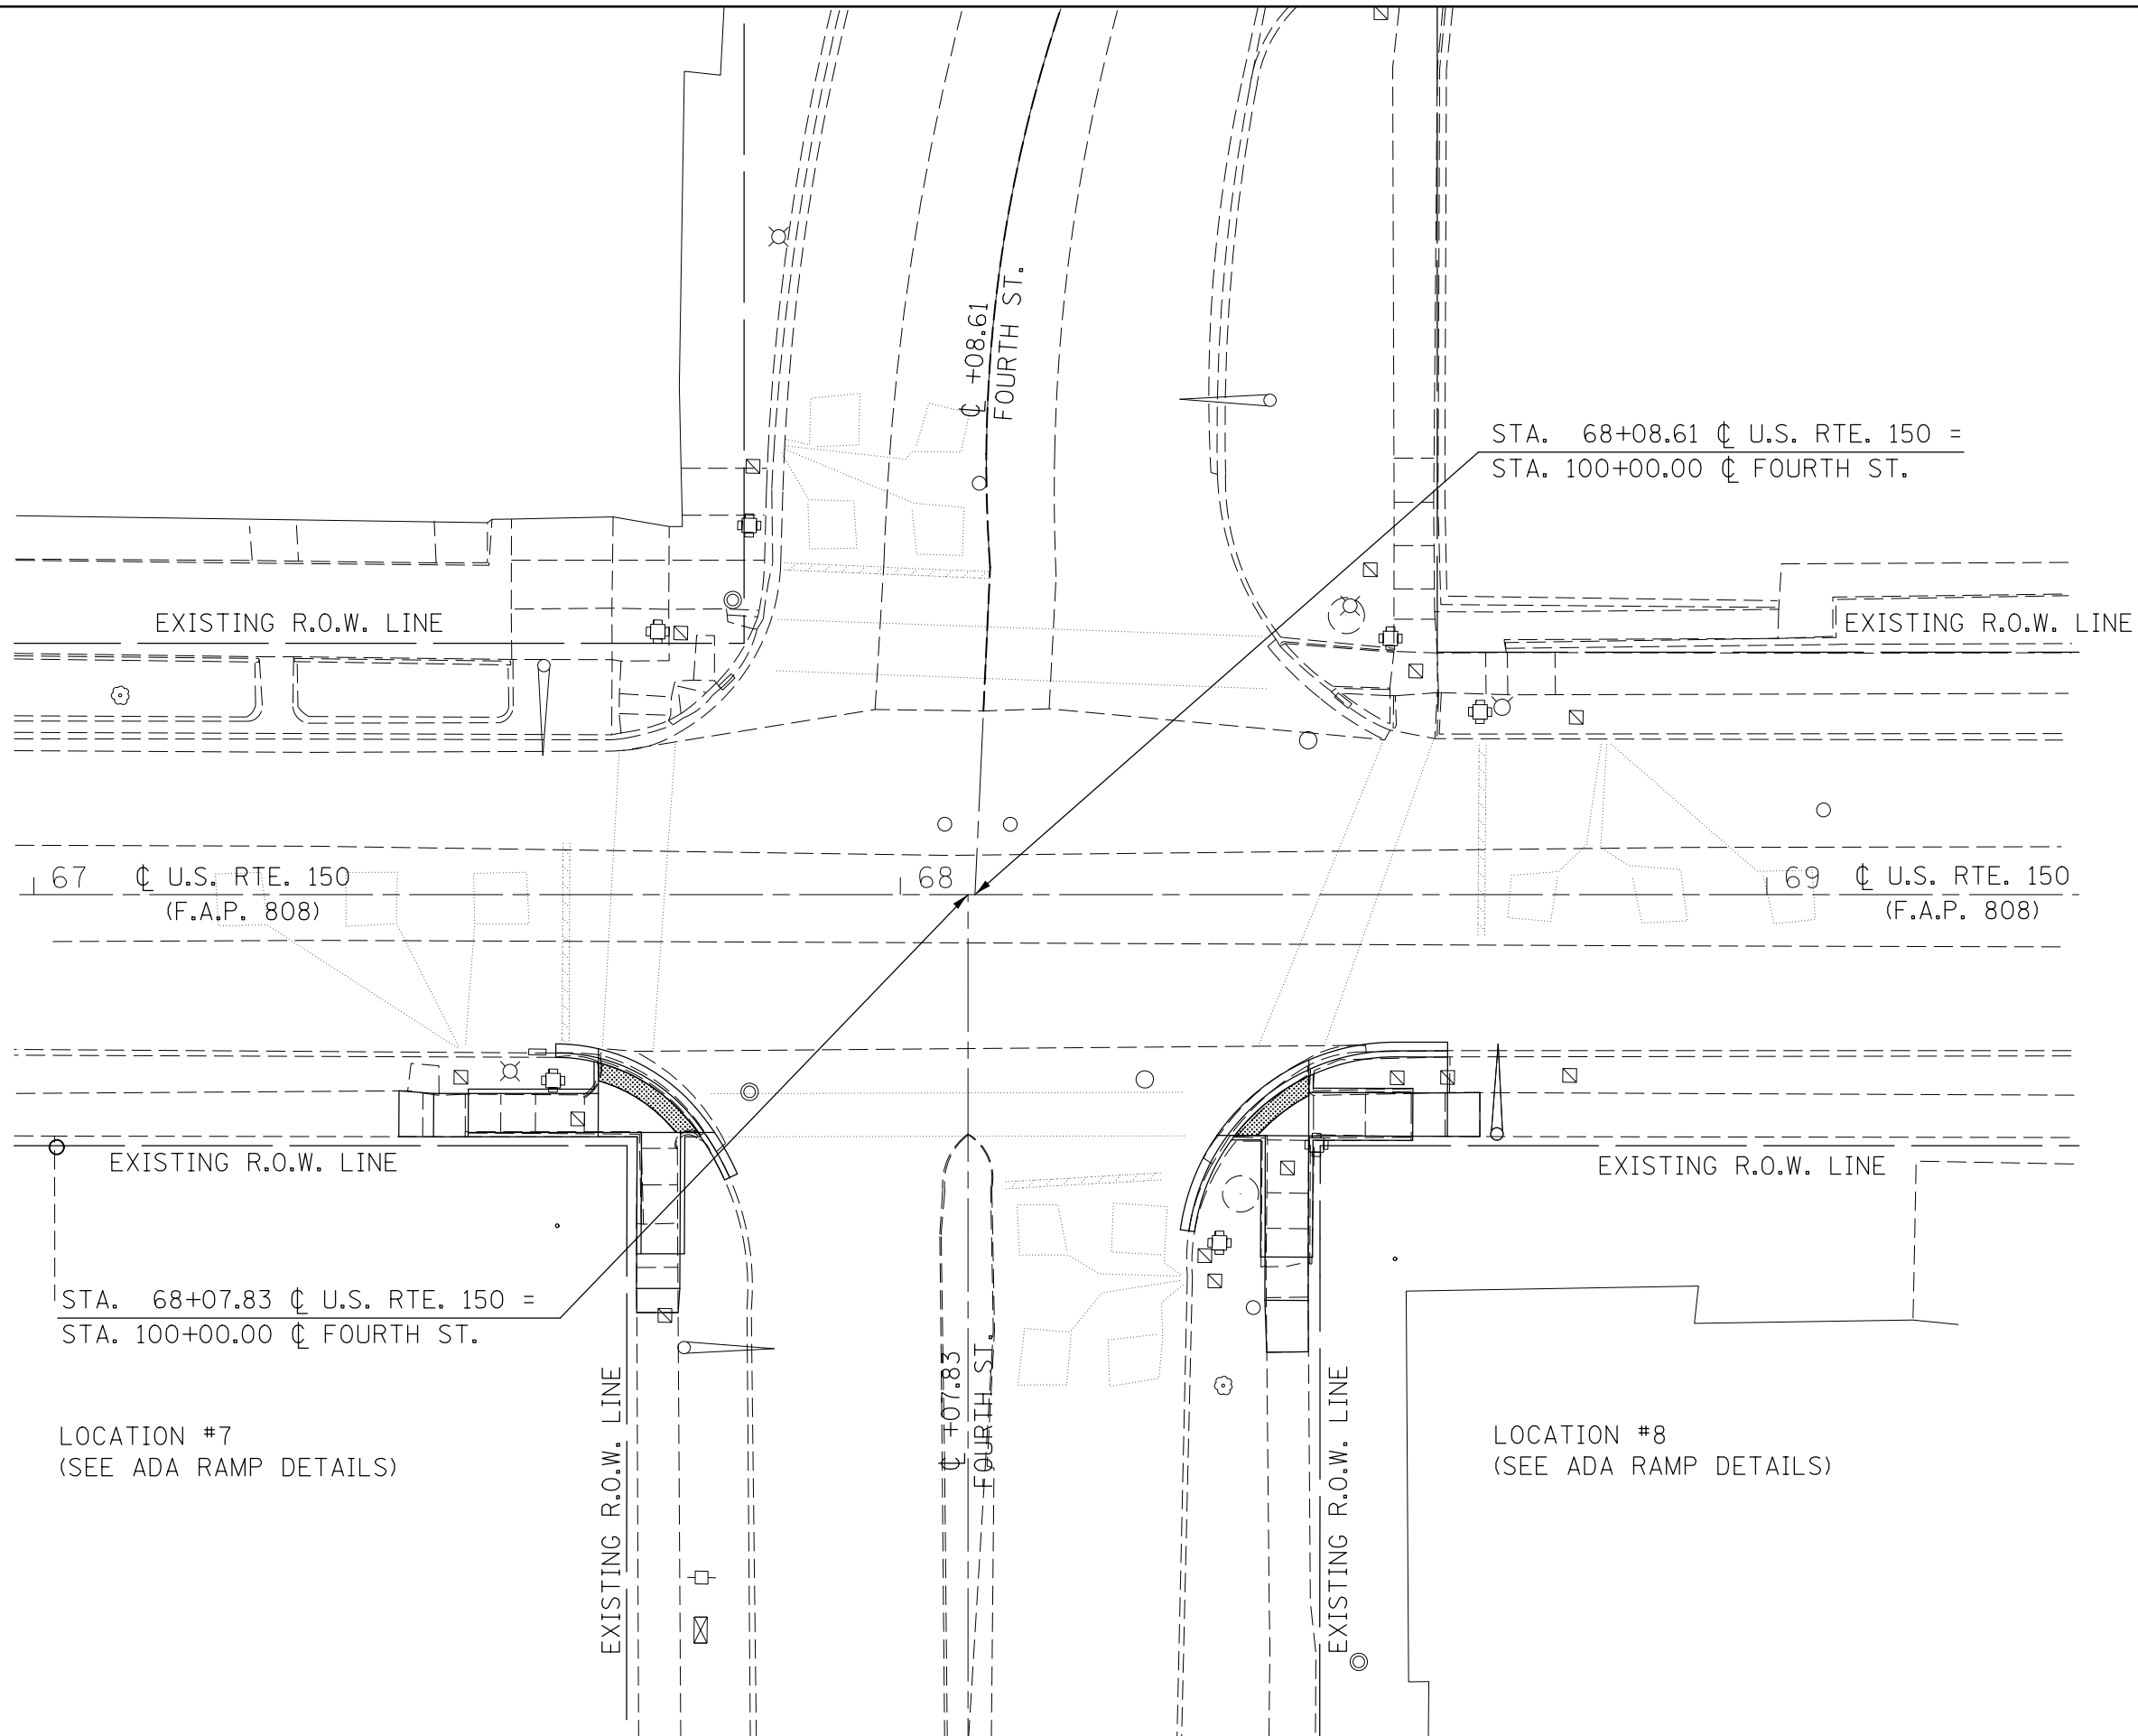 ℄ +08.61
FOURTH ST.
STA. 68+08.61 ℄ U.S. RTE. 150 =
STA. 100+00.00 ℄ FOURTH ST.
EXISTING R.O.W. LINE
EXISTING R.O.W. LINE
67 ℄ U.S. RTE. 150
(F.A.P. 808)
68
69 ℄ U.S. RTE. 150
(F.A.P. 808)
EXISTING R.O.W. LINE
EXISTING R.O.W. LINE
STA. 68+07.83 ℄ U.S. RTE. 150 =
STA. 100+00.00 ℄ FOURTH ST.
℄ +07.83
FOURTH ST.
EXISTING R.O.W. LINE
EXISTING R.O.W. LINE
LOCATION #7
(SEE ADA RAMP DETAILS)
LOCATION #8
(SEE ADA RAMP DETAILS)